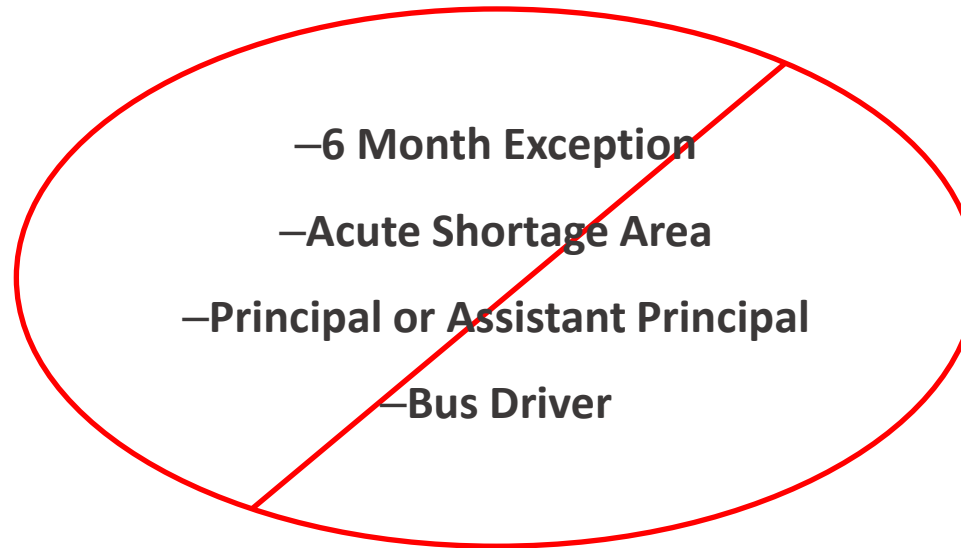 –6 Month Exception
–Acute Shortage Area
–Principal or Assistant Principal
–Bus Driver